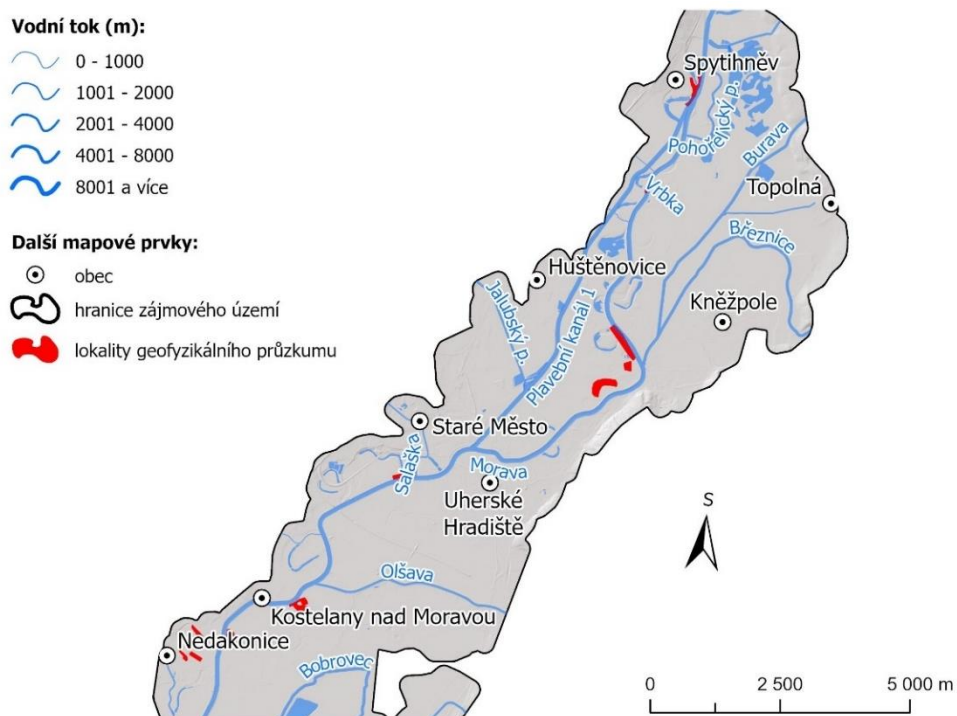 Vodní tok (m):
0 - 1000
1001 - 2000
2001 - 4000
4001 - 8000
8001 a více
Další mapové prvky:
obec
hranice zájmového území
lokality geofyzikálního průzkumu
Spytihněv
Pohořelický p.
Burava
Topolná
Vrbka
Březnice
Huštěnovice
Kněžpole
Jalubský p.
Plavební kanál 1
Staré Město
Salaška
Morava
Uherské
Hradiště
S
Olšava
Kostelany nad Moravou
Nedakonice
Bobrovec
0 2 500 5 000 m